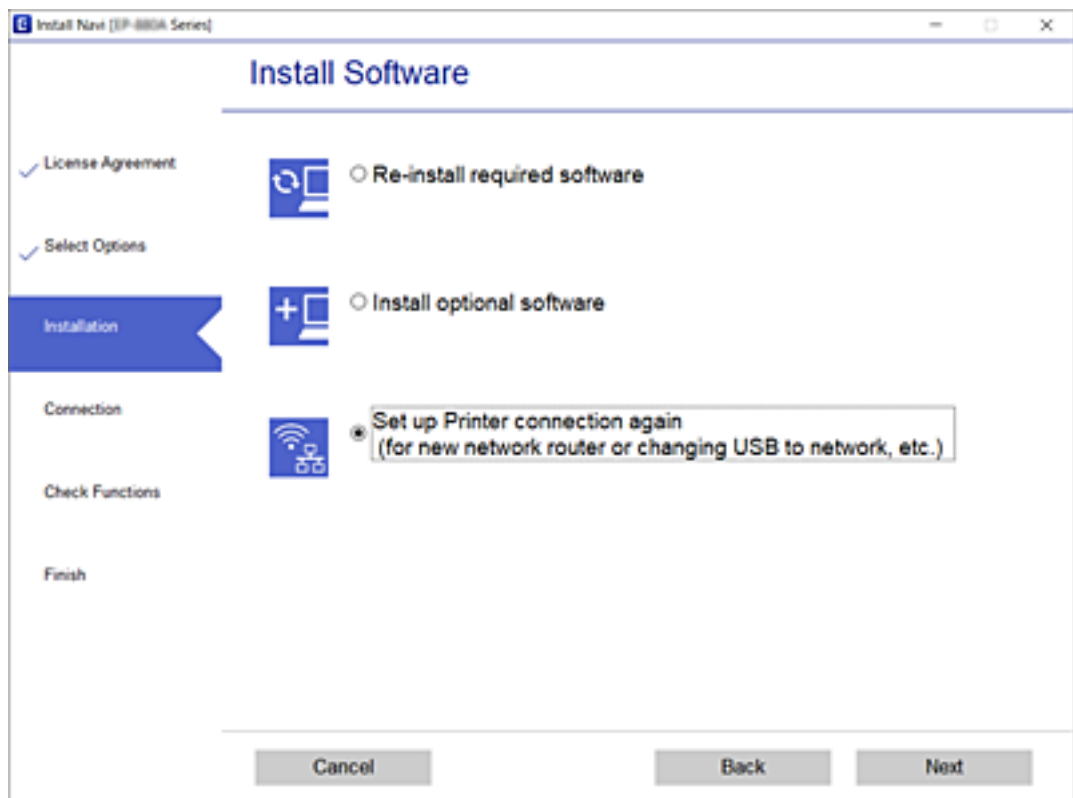 Install Navi [ Series]
Install Software
License Agreement
Select Options
Installation
Connection
Check Functions
Finish
Re-install required software
Install optional software
Set up Printer connection again
(for new network router or changing USB to network, etc.)
Cancel
Back
Next